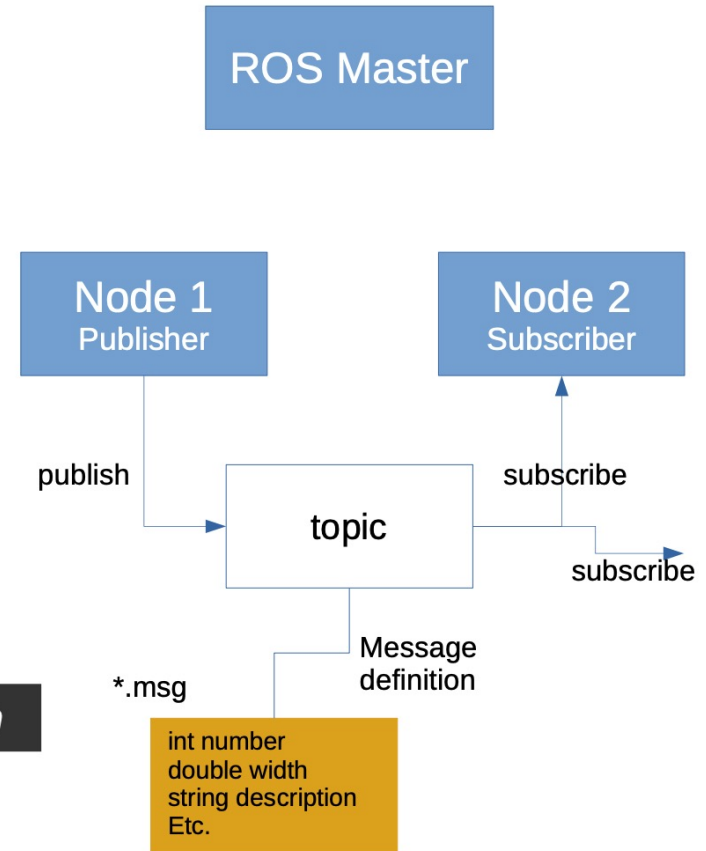 ROS Master
Node 1
Publisher
Node 2
Subscriber
publish
subscribe
topic
subscribe
Message
definition
*.msg
int number
double width
string description
Etc.